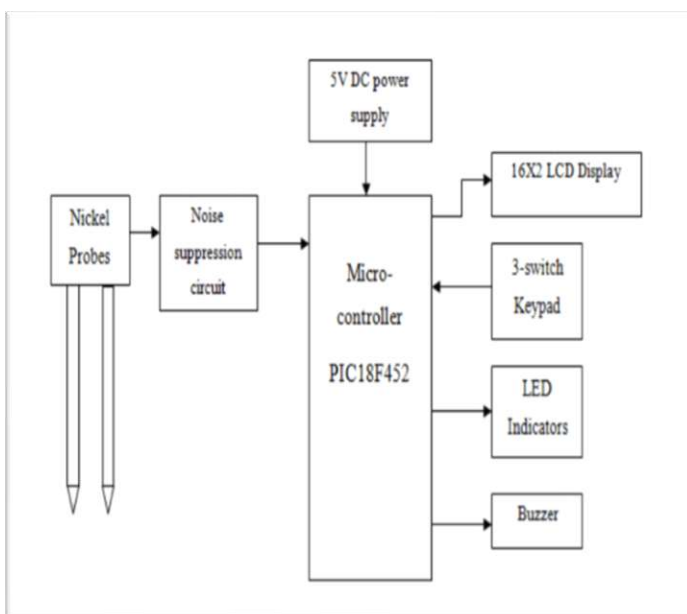 5V DC power
supply
16X2 LCD Display
Nickel
Probes
Noise
suppression
circuit
Micro-
controller
PIC18F452
3-switch
Keypad
LED
Indicators
Buzzer